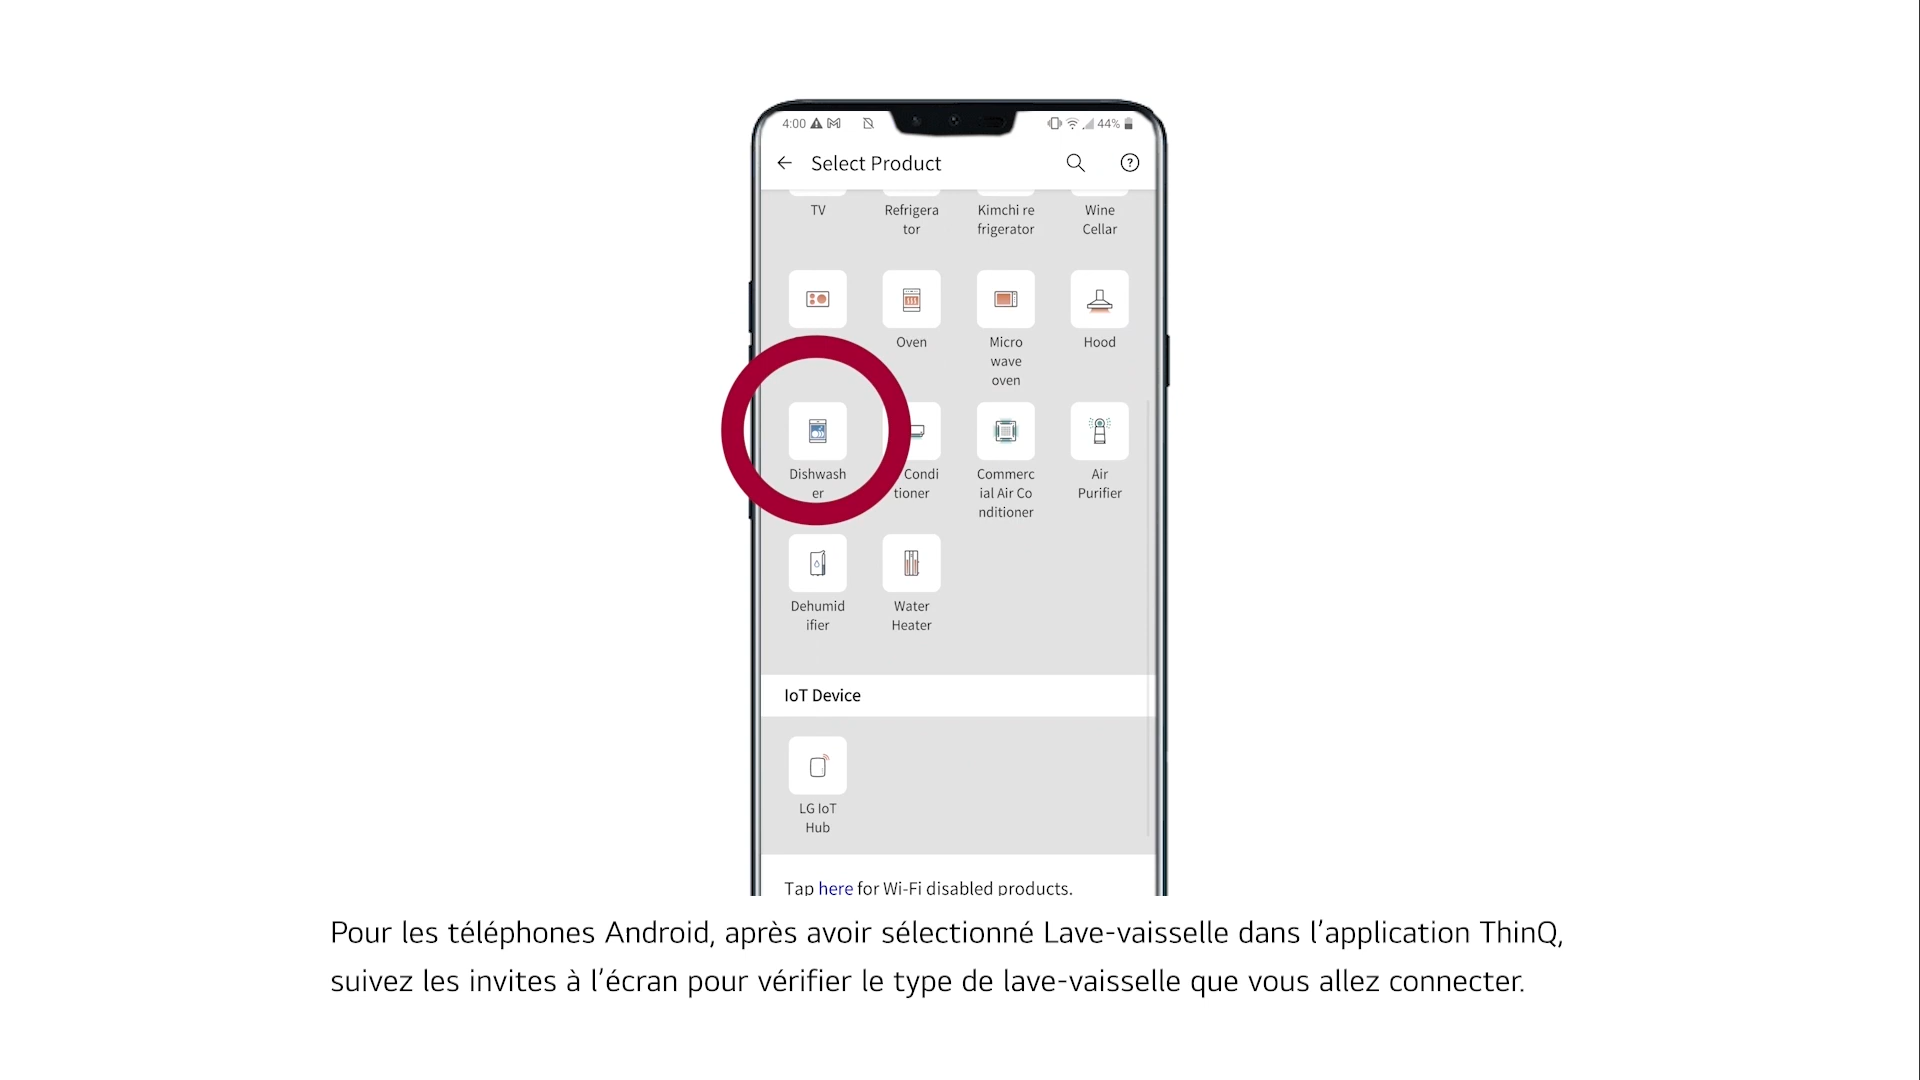 4:00 44%
Select Product
TV Refrigera Kimchi re Wine
tor frigerator Cellar
Oven Micro Hood
wave
oven
Dishwash Condi Commerc Air
er tioner ial Air Co Purifier
nditioner
Dehumid Water
ifier Heater
IoT Device
LG IoT
Hub
Tap here for Wi-Fi disabled products.
Pour les téléphones Android, après avoir sélectionné Lave-vaisselle dans l'application ThinQ,
suivez les invites à l'écran pour vérifier le type de lave-vaisselle que vous allez connecter.